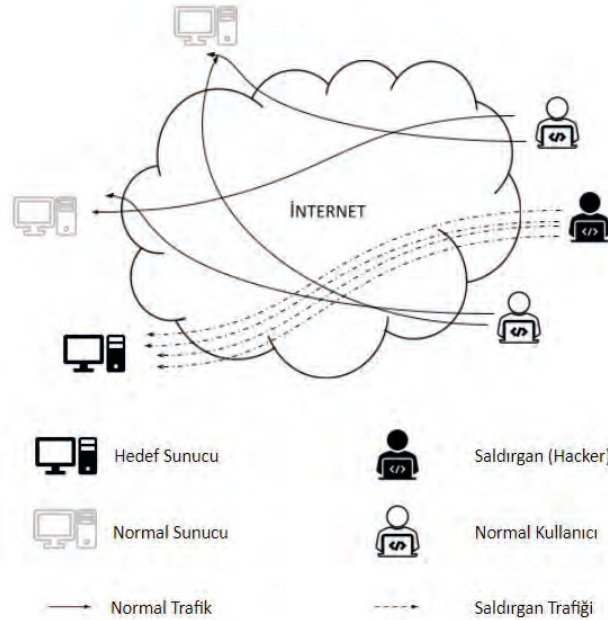 İNTERNET
Hedef Sunucu
Saldırgan (Hacker)
Normal Sunucu
Normal Kullanıcı
Normal Trafik
Saldırgan Trafiği